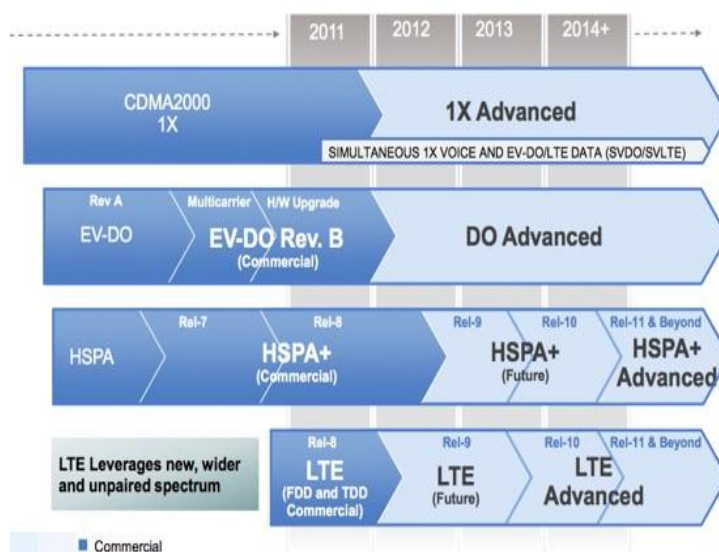 2011 2012 2013 2014+
CDMA2000
1X
1X Advanced
SIMULTANEOUS 1X VOICE AND EV-DO/LTE DATA (SVDO/SVLTE)
Rev A Multicarrier H/W Upgrade
EV-DO
EV-DO Rev. B
(Commercial)
DO Advanced
Rel-7 Rel-8 Rel-9 Rel-10 Rel-11 & Beyond
HSPA
HSPA+
(Commercial)
HSPA+
(Future)
HSPA+
Advanced
LTE Leverages new, wider
and unpaired spectrum
Rel-8 Rel-9 Rel-10 Rel-11 & Beyond
LTE
(FDD and TDD
Commercial)
LTE
(Future)
LTE
Advanced
Commercial